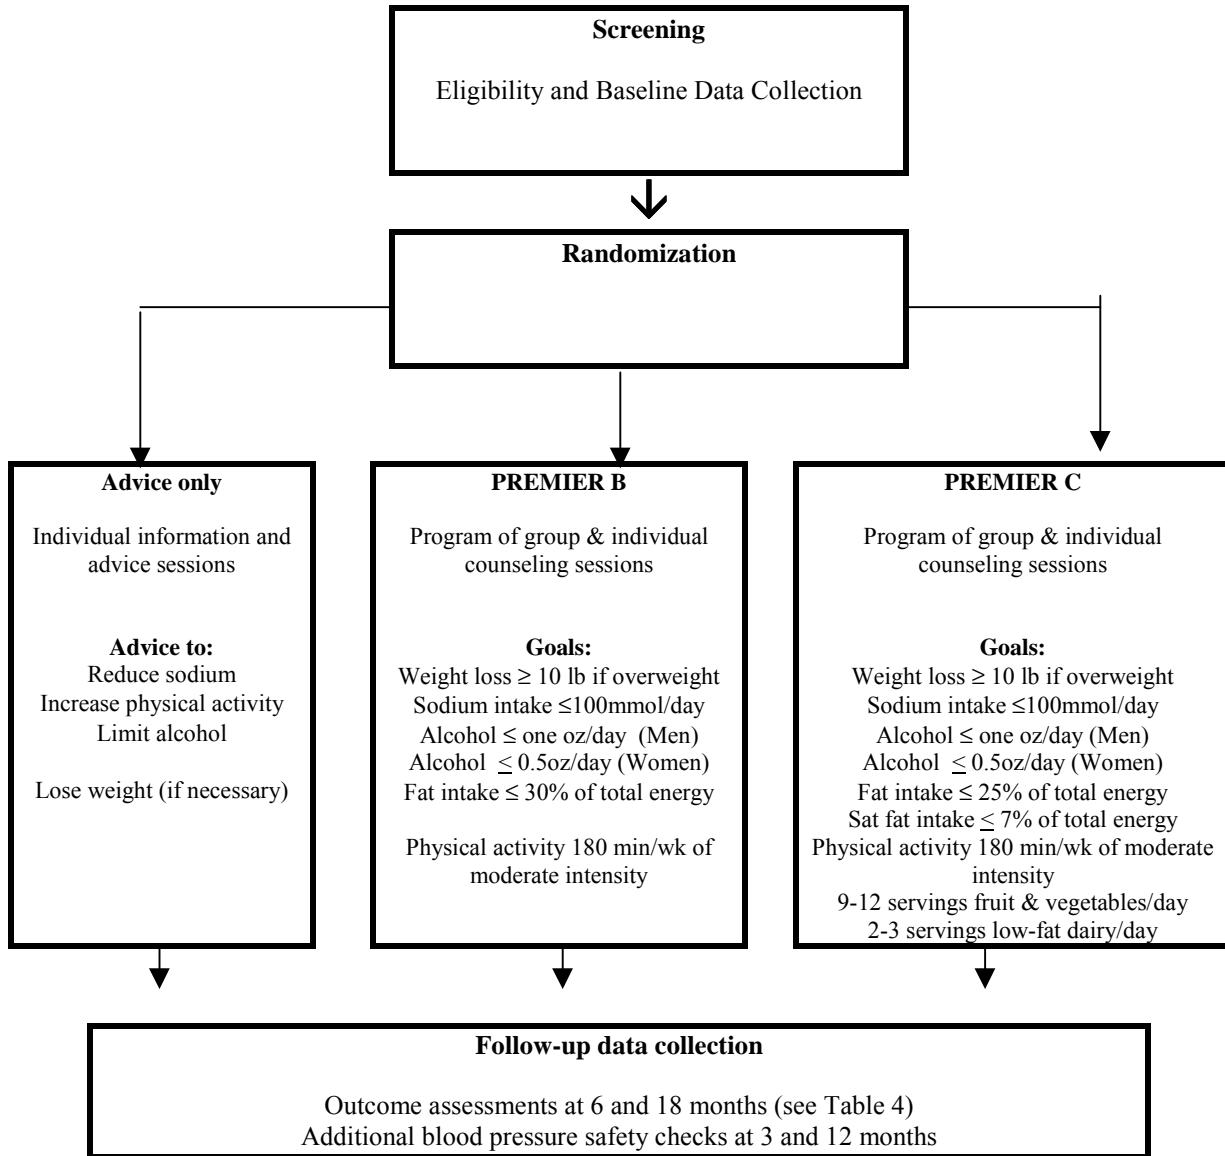 Screening
Eligibility and Baseline Data Collection
Randomization
Advice only
Individual information and
advice sessions
Advice to:
Reduce sodium
Increase physical activity
Limit alcohol
Lose weight (if necessary)
PREMIER B
Program of group & individual
counseling sessions
Goals:
Weight loss ≥ 10 lb if overweight
Sodium intake ≤100mmol/day
Alcohol ≤ one oz/day (Men)
Alcohol ≤ 0.5oz/day (Women)
Fat intake ≤ 30% of total energy
Physical activity 180 min/wk of
moderate intensity
PREMIER C
Program of group & individual
counseling sessions
Goals:
Weight loss ≥ 10 lb if overweight
Sodium intake ≤100mmol/day
Alcohol ≤ one oz/day (Men)
Alcohol ≤ 0.5oz/day (Women)
Fat intake ≤ 25% of total energy
Sat fat intake ≤ 7% of total energy
Physical activity 180 min/wk of moderate
intensity
9-12 servings fruit & vegetables/day
2-3 servings low-fat dairy/day
Follow-up data collection
Outcome assessments at 6 and 18 months (see Table 4)
Additional blood pressure safety checks at 3 and 12 months